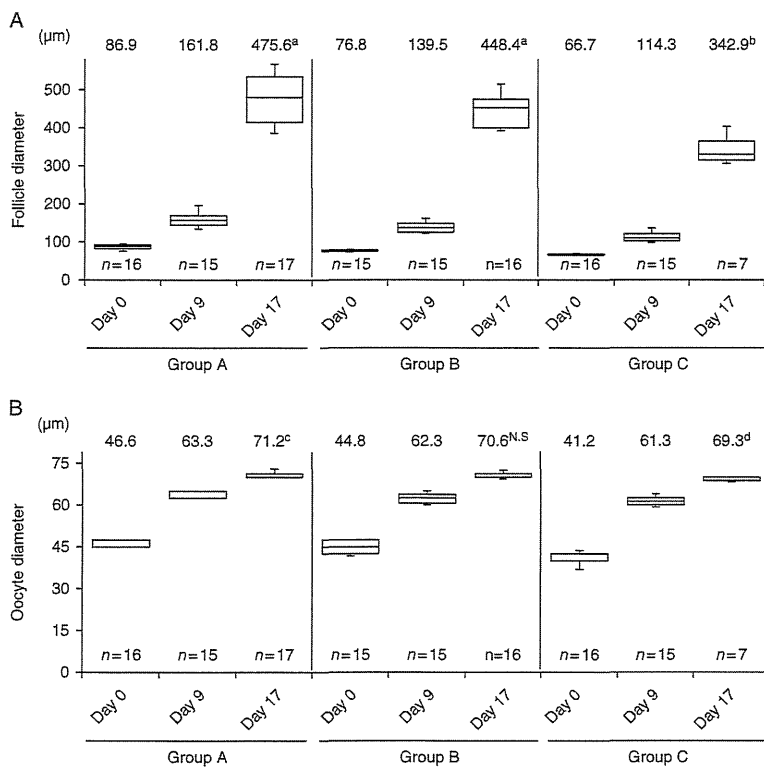 A
(μm)
86.9 161.8 475.6ᵃ 76.8 139.5 448.4ᵃ 66.7 114.3 342.9ᵇ
Follicle diameter
500
400
300
200
100
0
n=16 n=15 n=17 n=15 n=15 n=16 n=16 n=15 n=7
Day 0 Day 9 Day 17 Day 0 Day 9 Day 17 Day 0 Day 9 Day 17
Group A Group B Group C
B
(μm)
46.6 63.3 71.2ᶜ 44.8 62.3 70.6N.S 41.2 61.3 69.3ᵈ
Oocyte diameter
75
60
45
30
15
0
n=16 n=15 n=17 n=15 n=15 n=16 n=16 n=15 n=7
Day 0 Day 9 Day 17 Day 0 Day 9 Day 17 Day 0 Day 9 Day 17
Group A Group B Group C